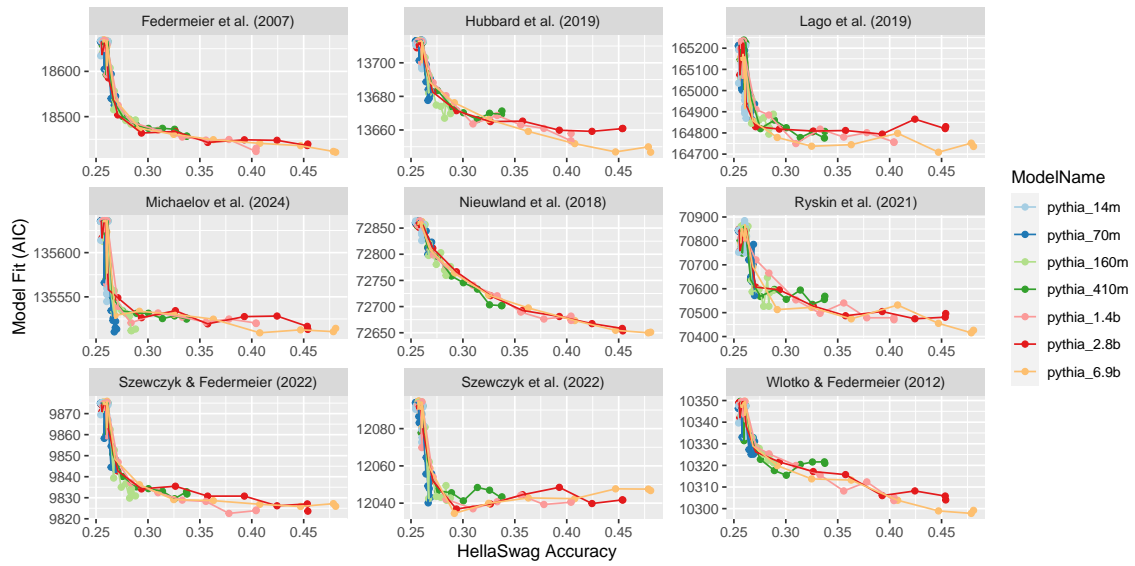 Federmeier et al. (2007)
Hubbard et al. (2019)
Lago et al. (2019)
18600
18500
0.25 0.30 0.35 0.40 0.45
13700
13680
13660
0.25 0.30 0.35 0.40 0.45
165200
165100
165000
164900
164800
164700
0.25 0.30 0.35 0.40 0.45
Michaelov et al. (2024)
Nieuwland et al. (2018)
Ryskin et al. (2021)
135600
135550
0.25 0.30 0.35 0.40 0.45
72850
72800
72750
72700
72650
0.25 0.30 0.35 0.40 0.45
70900
70800
70700
70600
70500
70400
0.25 0.30 0.35 0.40 0.45
Szewczyk & Federmeier (2022)
Szewczyk et al. (2022)
Wlotko & Federmeier (2012)
9870
9860
9850
9840
9830
9820
0.25 0.30 0.35 0.40 0.45
12080
12060
12040
0.25 0.30 0.35 0.40 0.45
10350
10340
10330
10320
10310
10300
0.25 0.30 0.35 0.40 0.45
Model Fit (AIC)
HellaSwag Accuracy
ModelName
pythia_14m
pythia_70m
pythia_160m
pythia_410m
pythia_1.4b
pythia_2.8b
pythia_6.9b